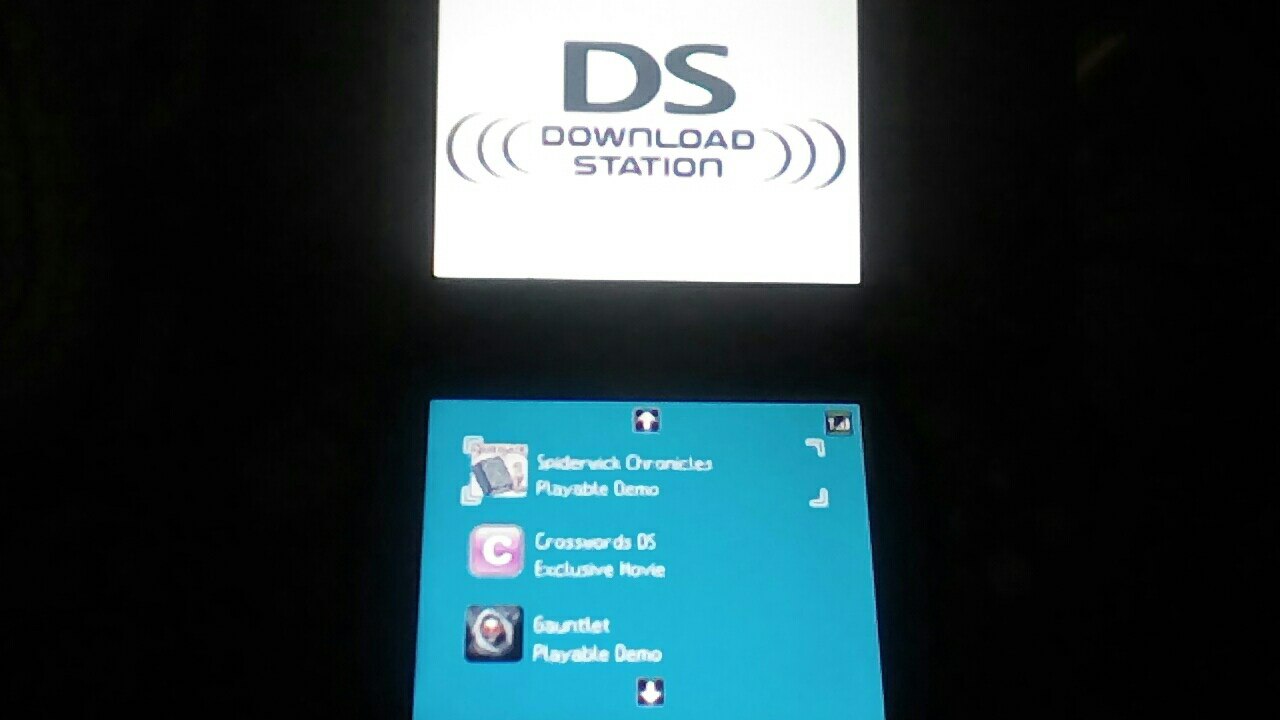 DS
DOWNLOAD
STATION
Spiderwick Chronicles
Playable Demo
C
Crosswords DS
Exclusive Movie
Gauntlet
Playable Demo